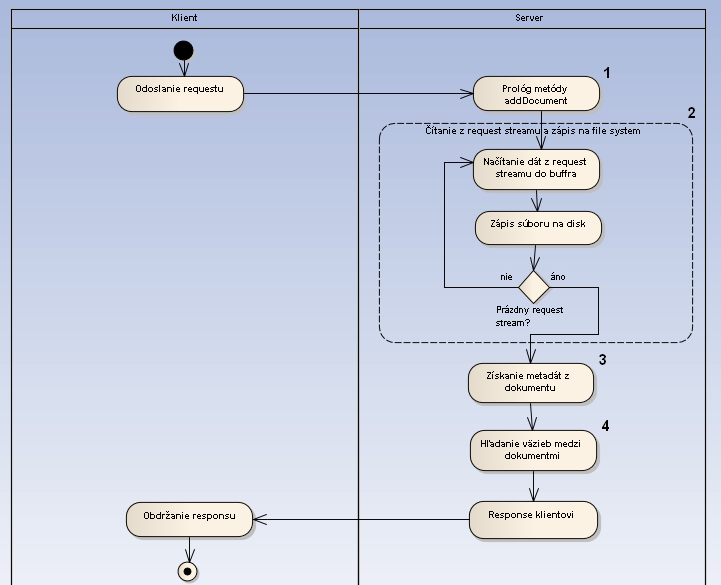 Klient
Server
Odoslanie requestu
1
Prológ metódy
addDocument
2
Čítanie z request streamu a zápis na file system
Načítanie dát z request
streamu do buffra
Zápis súboru na disk
nie
áno
Prázdny request
stream?
3
Získanie metadát z
dokumentu
4
Hľadanie väzieb medzi
dokumentmi
Obdržanie responsu
Response klientovi